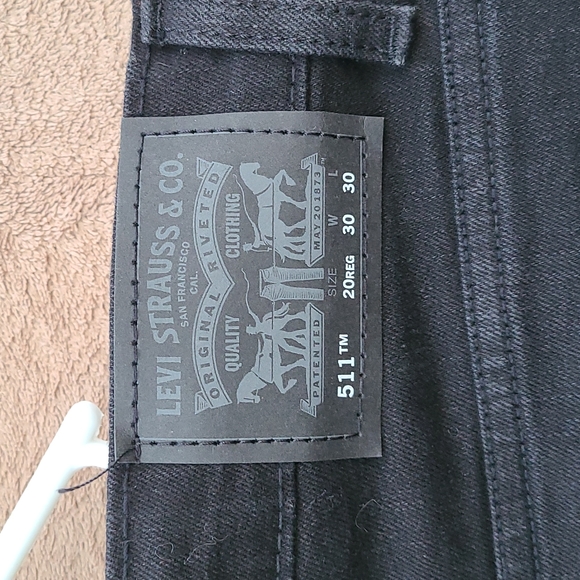 LEVI STRAUSS & CO.
SAN FRANCISCO
CAL.
ORIGINAL RIVETED
QUALITY CLOTHING
PATENTED MAY 20 1873
SIZE W L
511™ 20REG 30 30